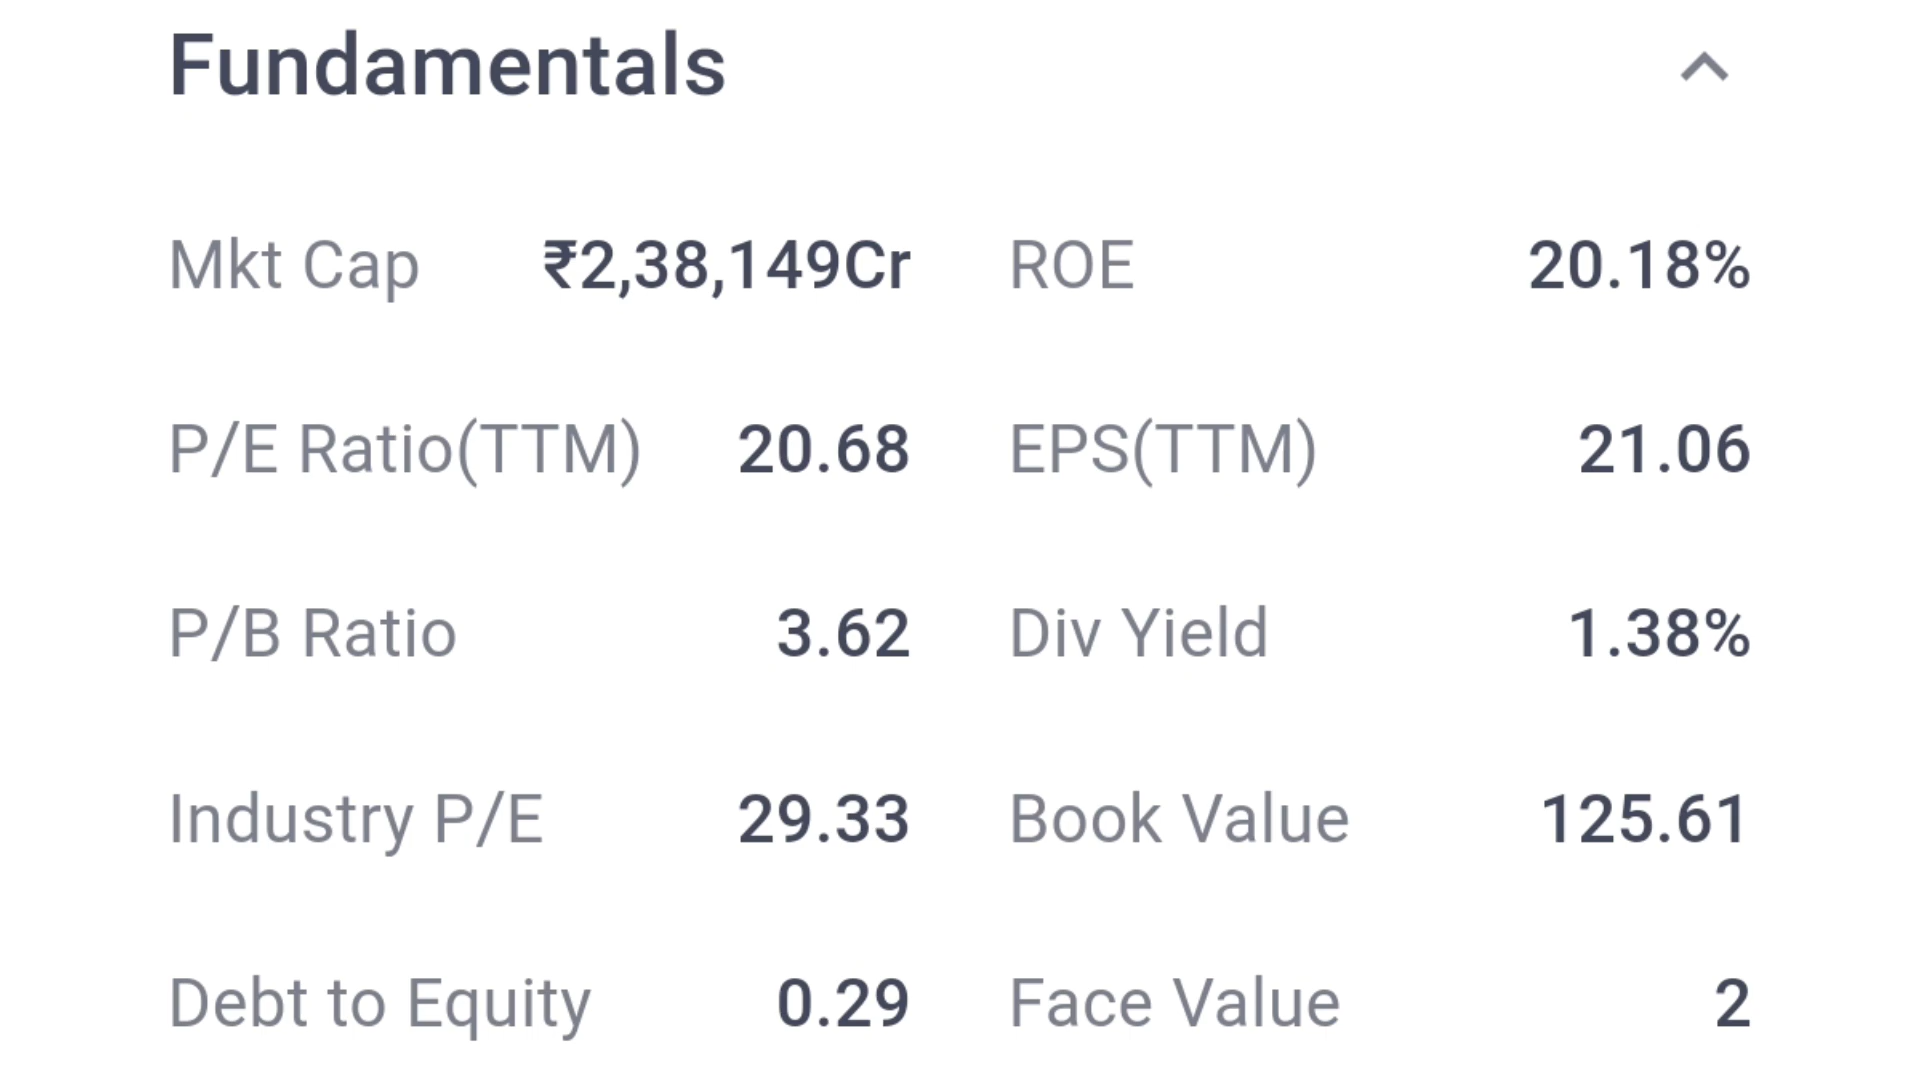 Fundamentals
Mkt Cap ₹2,38,149Cr ROE 20.18%
P/E Ratio(TTM) 20.68 EPS(TTM) 21.06
P/B Ratio 3.62 Div Yield 1.38%
Industry P/E 29.33 Book Value 125.61
Debt to Equity 0.29 Face Value 2